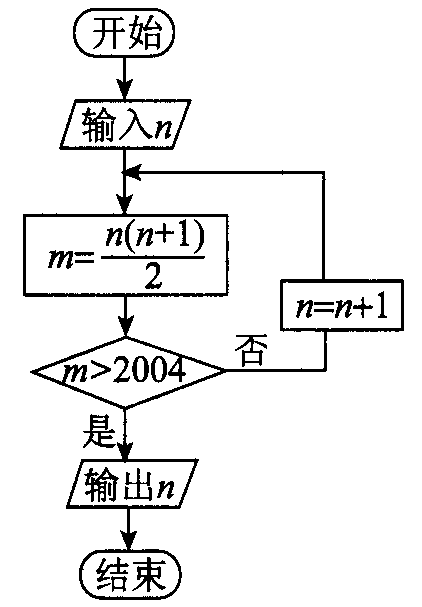 开始
输入n
m=n(n+1)/2
n=n+1
m>2004
否
是
输出n
结束